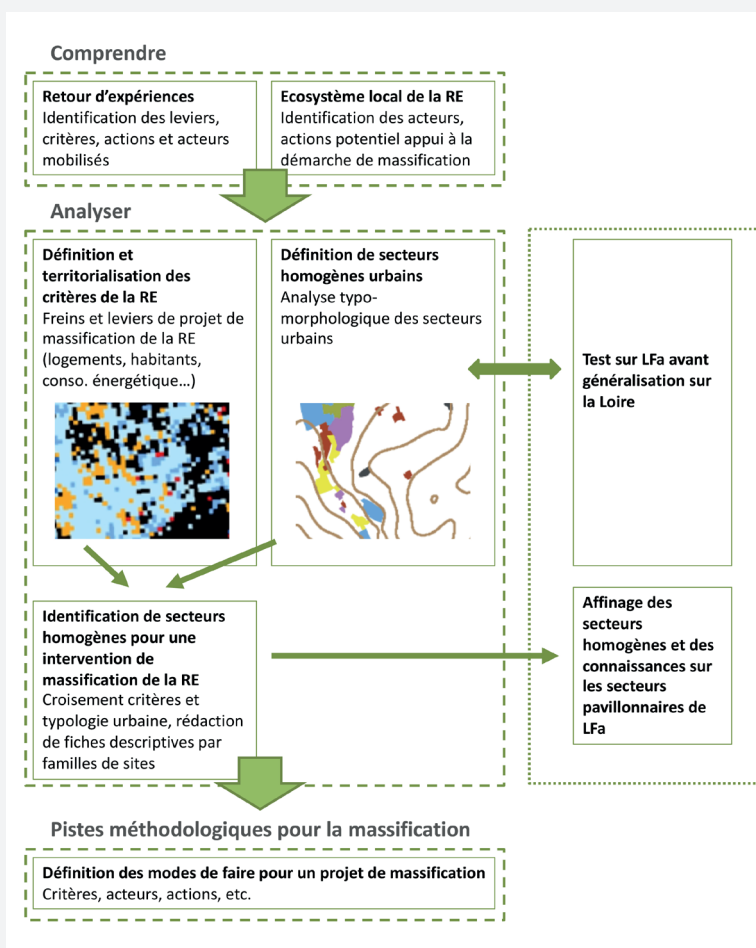 Comprendre
Retour d'expériences
Identification des leviers,
critères, actions et acteurs
mobilisés
Ecosystème local de la RE
Identification des acteurs,
actions potentiel appui à la
démarche de massification
Analyser
Définition et
territorialisation des
critères de la RE
Freins et leviers de projet de
massification de la RE
(logements, habitants,
conso. énergétique…)
Définition de secteurs
homogènes urbains
Analyse typo-
morphologique des secteurs
urbains
Test sur LFa avant
généralisation sur
la Loire
Identification de secteurs
homogènes pour une
intervention de
massification de la RE
Croisement critères et
typologie urbaine, rédaction
de fiches descriptives par
familles de sites
Affinage des
secteurs
homogènes et des
connaissances sur
les secteurs
pavillonnaires de
LFa
Pistes méthodologiques pour la massification
Définition des modes de faire pour un projet de massification
Critères, acteurs, actions, etc.